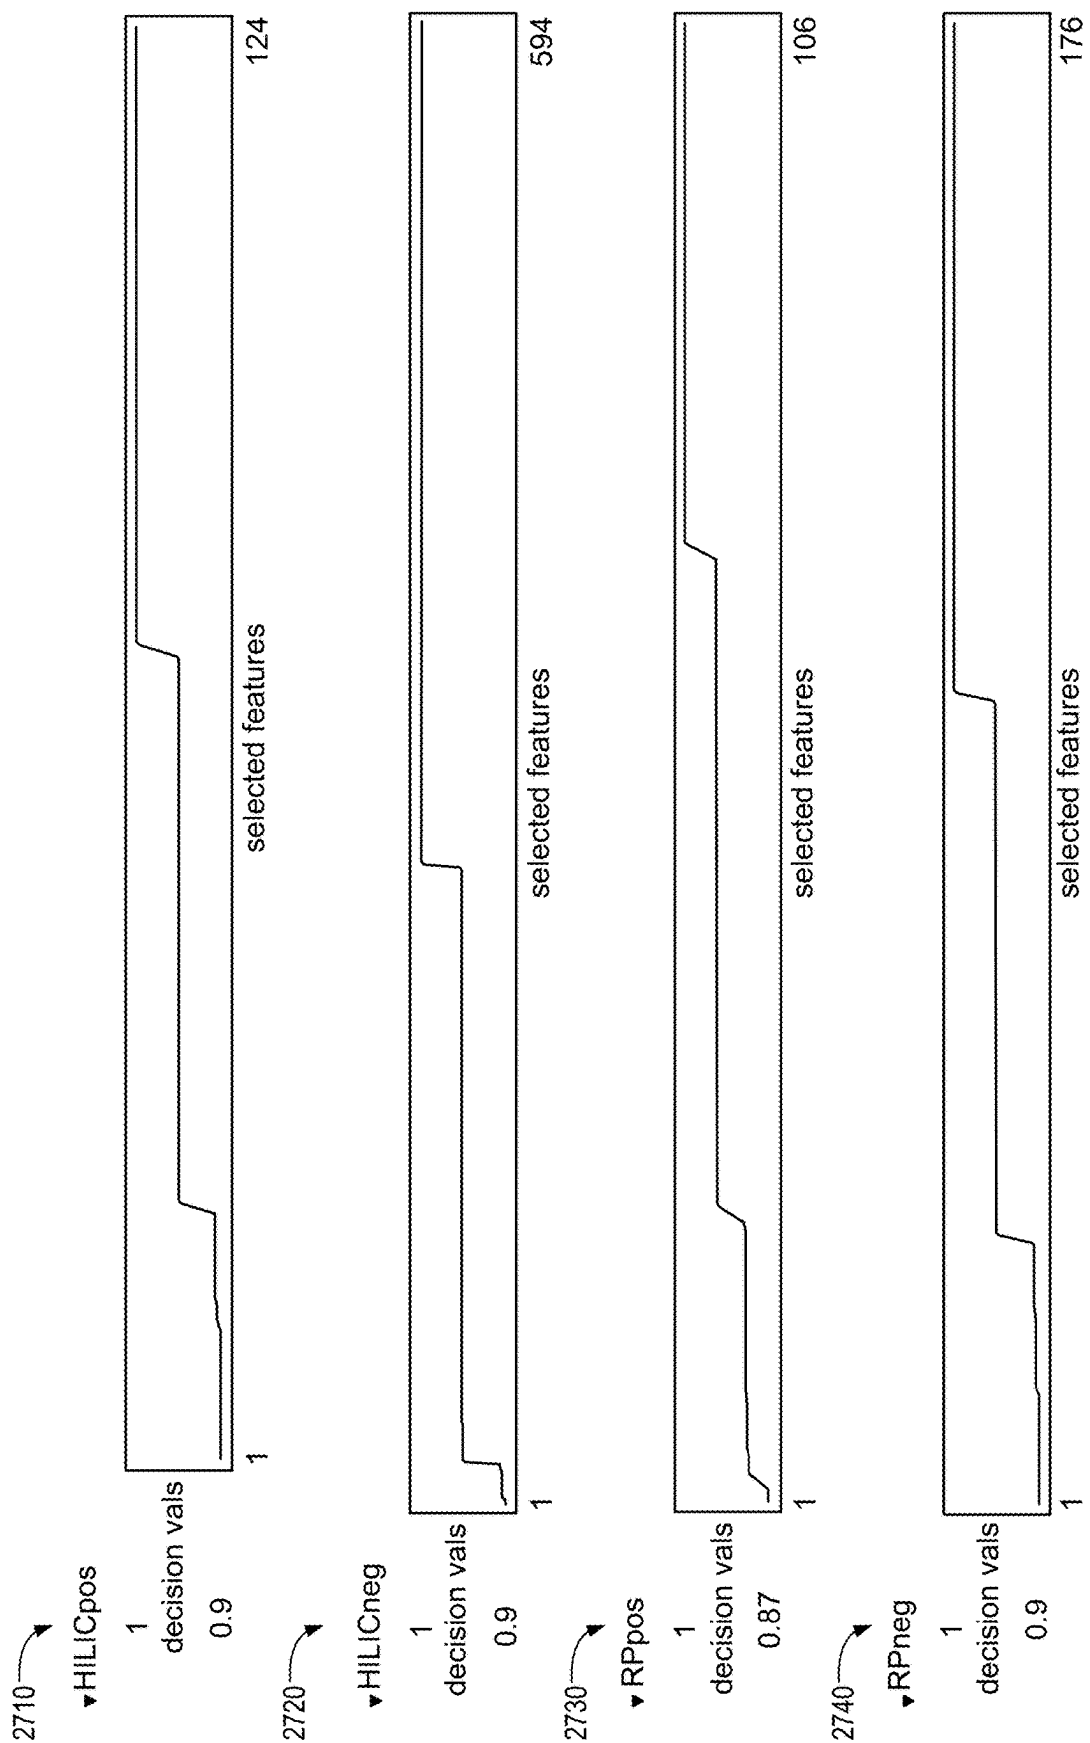 2710
▼HILICpos
1
decision vals
0.9
1
selected features
124
2720
▼HILICneg
1
decision vals
0.9
1
selected features
594
2730
▼RPpos
1
decision vals
0.87
1
selected features
106
2740
▼RPneg
1
decision vals
0.9
1
selected features
176